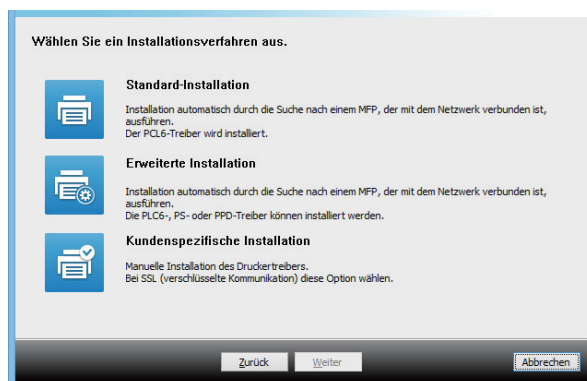 Wählen Sie ein Installationsverfahren aus.
Standard-Installation
Installation automatisch durch die Suche nach einem MFP, der mit dem Netzwerk verbunden ist,
ausführen.
Der PCL6-Treiber wird installiert.
Erweiterte Installation
Installation automatisch durch die Suche nach einem MFP, der mit dem Netzwerk verbunden ist,
ausführen.
Die PLC6-, PS- oder PPD-Treiber können installiert werden.
Kundenspezifische Installation
Manuelle Installation des Druckertreibers.
Bei SSL (verschlüsselte Kommunikation) diese Option wählen.
Zurück Weiter Abbrechen